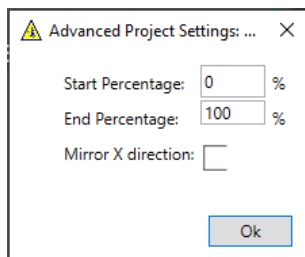 Advanced Project Settings: ...
Start Percentage: 0 %
End Percentage: 100 %
Mirror X direction:
Ok